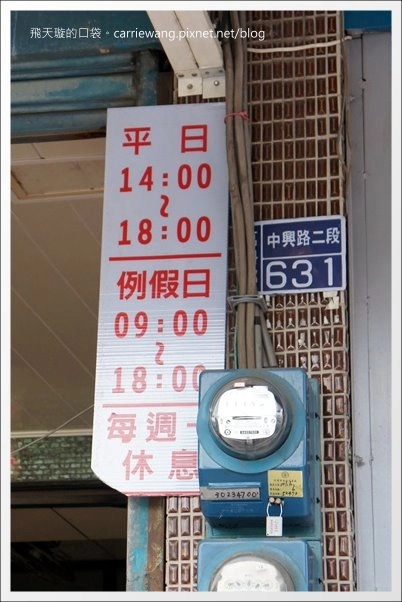 飛天璇的口袋。carriewang.pixnet.net/blog
平日
14:00
~
18:00
例假日
09:00
~
18:00
每週一
休息
中興路二段
631
90234700